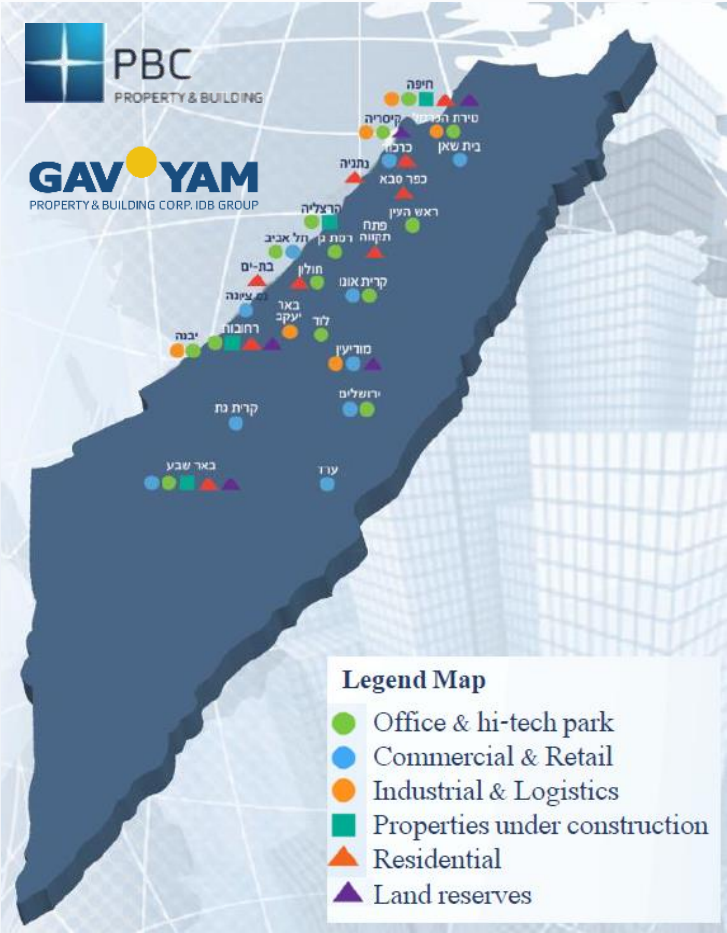 PBC
PROPERTY & BUILDING
GAV YAM
PROPERTY & BUILDING CORP. IDB GROUP
חיפה
טירת הכרמל
קיסריה
בית שאן
כרכור
נתניה
כפר סבא
הרצליה
ראש העין
פתח
תקווה
תל אביב
רמת גן
בת-ים
חולון
קרית אונו
נס ציונה
באר
יעקב
לוד
רחובות
יבנה
מודיעין
ירושלים
קרית גת
באר שבע
ערד
Legend Map
Office & hi-tech park
Commercial & Retail
Industrial & Logistics
Properties under construction
Residential
Land reserves